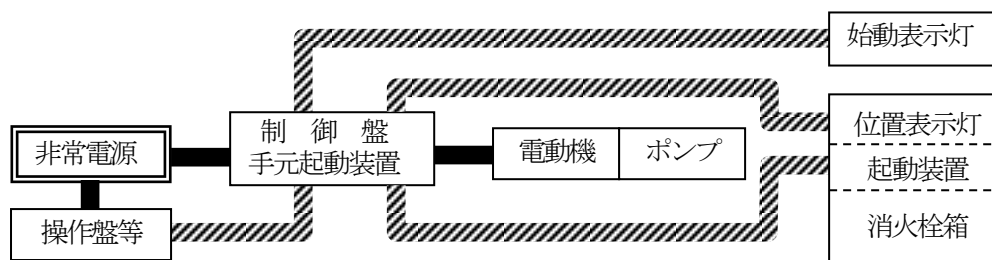 始動表示灯
制 御 盤
手元起動装置
非常電源
電動機
ポンプ
位置表示灯
起動装置
消火栓箱
操作盤等